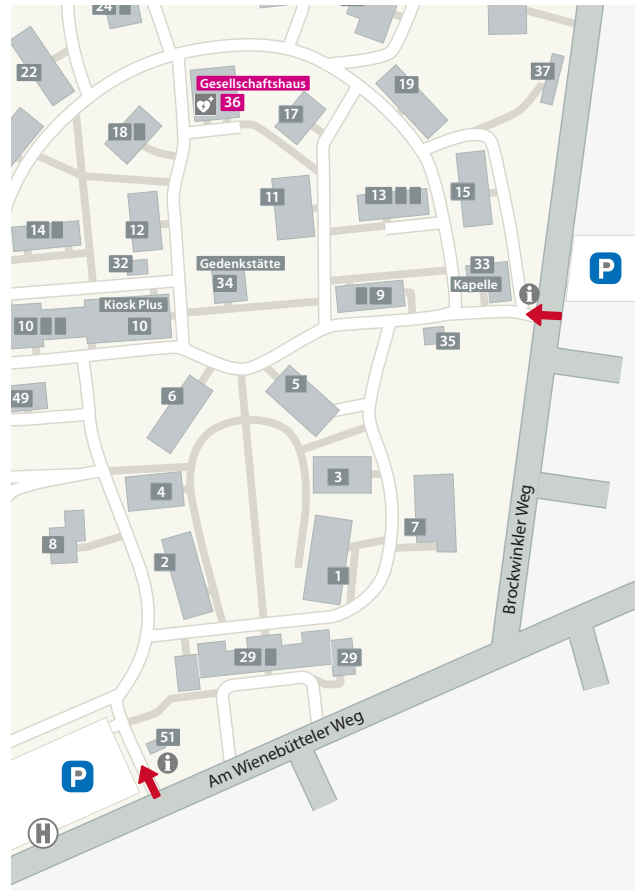 24
22
37
Gesellschaftshaus
36
19
17
18
15
13
11
14
12
P
32
Gedenkstätte
33
34
Kapelle
i
9
Kiosk Plus
10
10
35
5
6
49
3
4
Brockwinkler Weg
7
8
2
1
29
29
51
Am Wienebütteler Weg
i
P
H